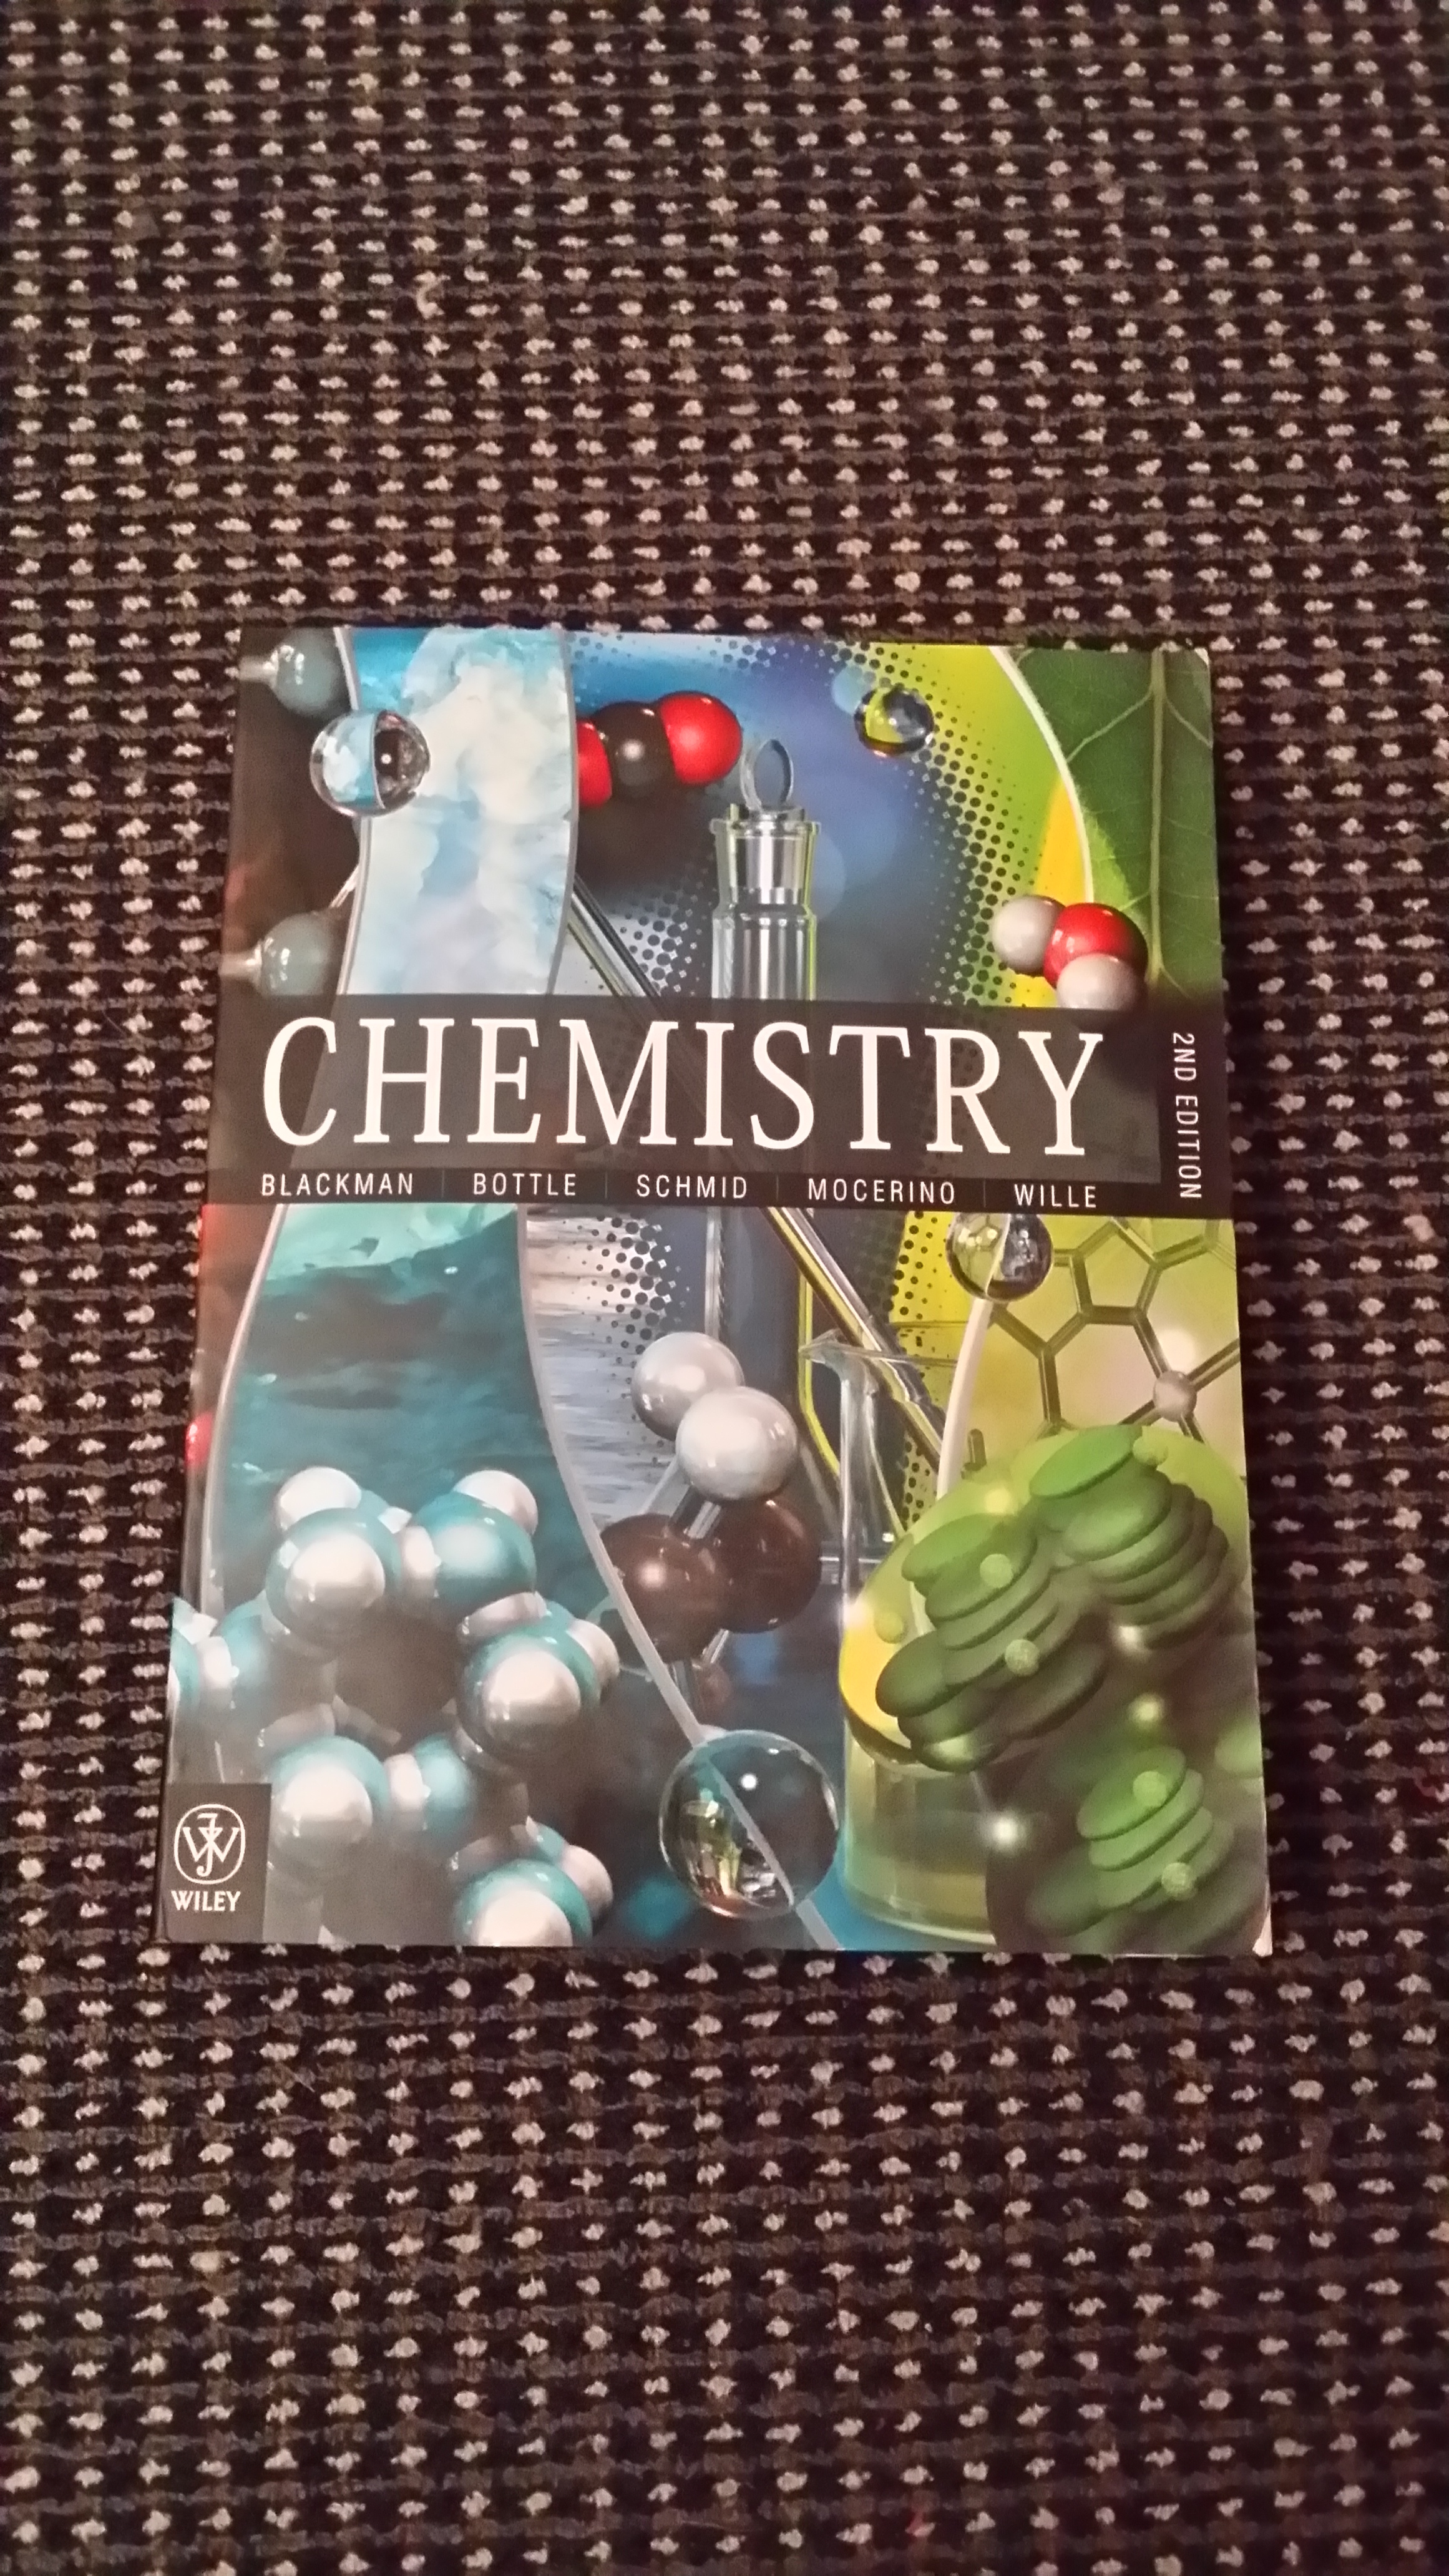 CHEMISTRY
2ND EDITION
BLACKMAN BOTTLE SCHMID MOCERINO WILLE
WILEY